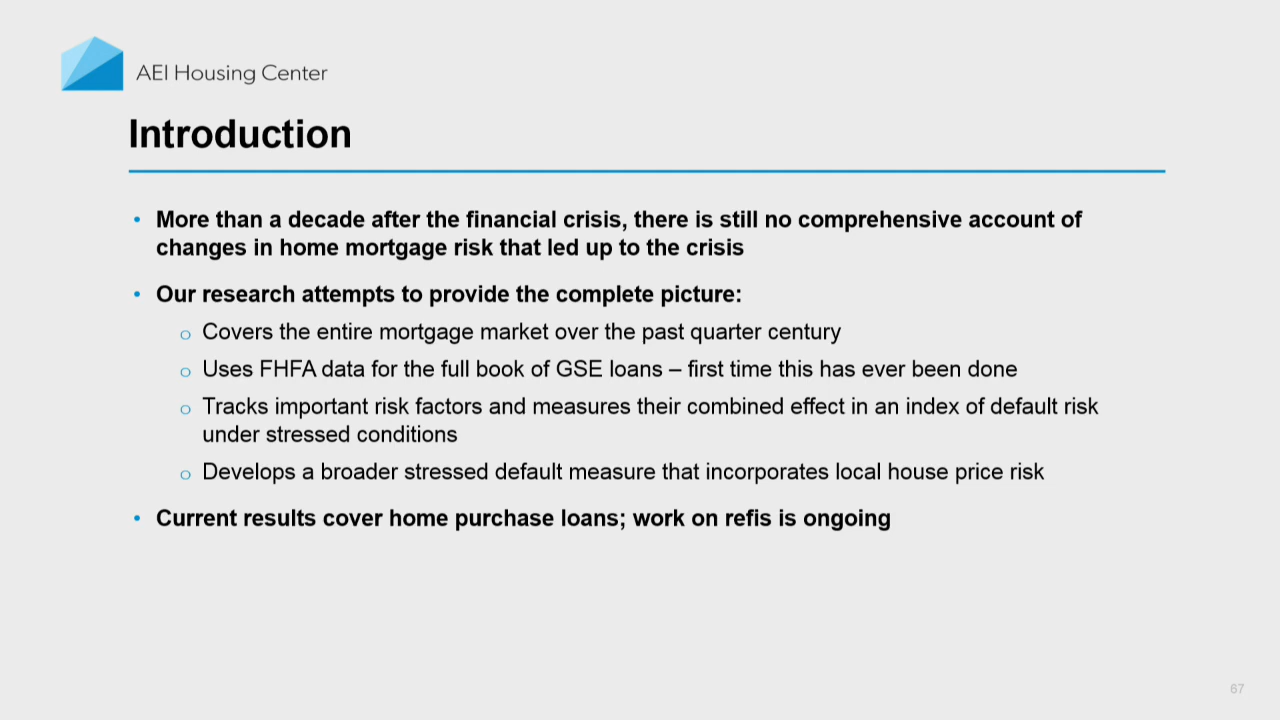 AEI Housing Center
Introduction
• More than a decade after the financial crisis, there is still no comprehensive account of
changes in home mortgage risk that led up to the crisis
• Our research attempts to provide the complete picture:
o Covers the entire mortgage market over the past quarter century
o Uses FHFA data for the full book of GSE loans – first time this has ever been done
o Tracks important risk factors and measures their combined effect in an index of default risk
under stressed conditions
o Develops a broader stressed default measure that incorporates local house price risk
• Current results cover home purchase loans; work on refis is ongoing
67